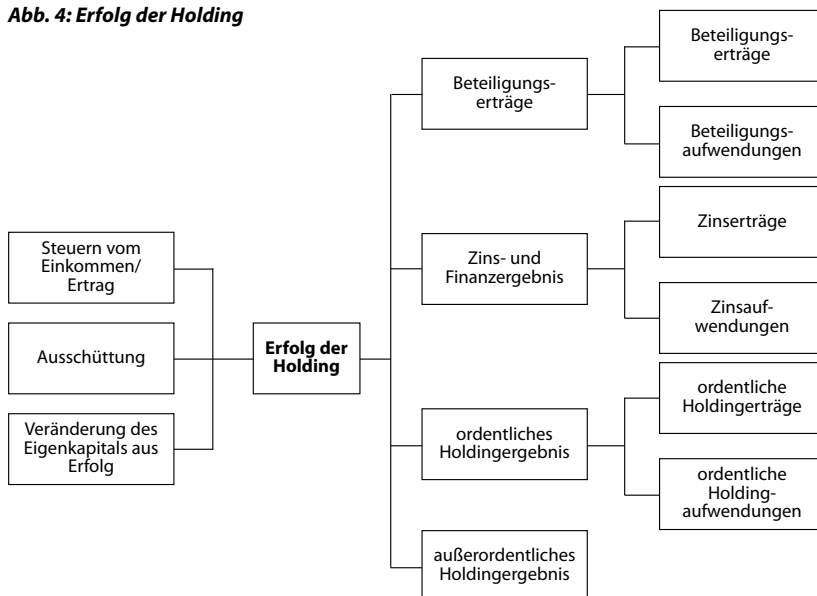 Abb. 4: Erfolg der Holding
Steuern vom
Einkommen/
Ertrag
Ausschüttung
Veränderung des
Eigenkapitals aus
Erfolg
Erfolg der
Holding
Beteiligungs-
erträge
Zins- und
Finanzergebnis
ordentliches
Holdingergebnis
außerordentliches
Holdingergebnis
Beteiligungs-
erträge
Beteiligungs-
aufwendungen
Zinserträge
Zinsauf-
wendungen
ordentliche
Holdingerträge
ordentliche
Holding-
aufwendungen